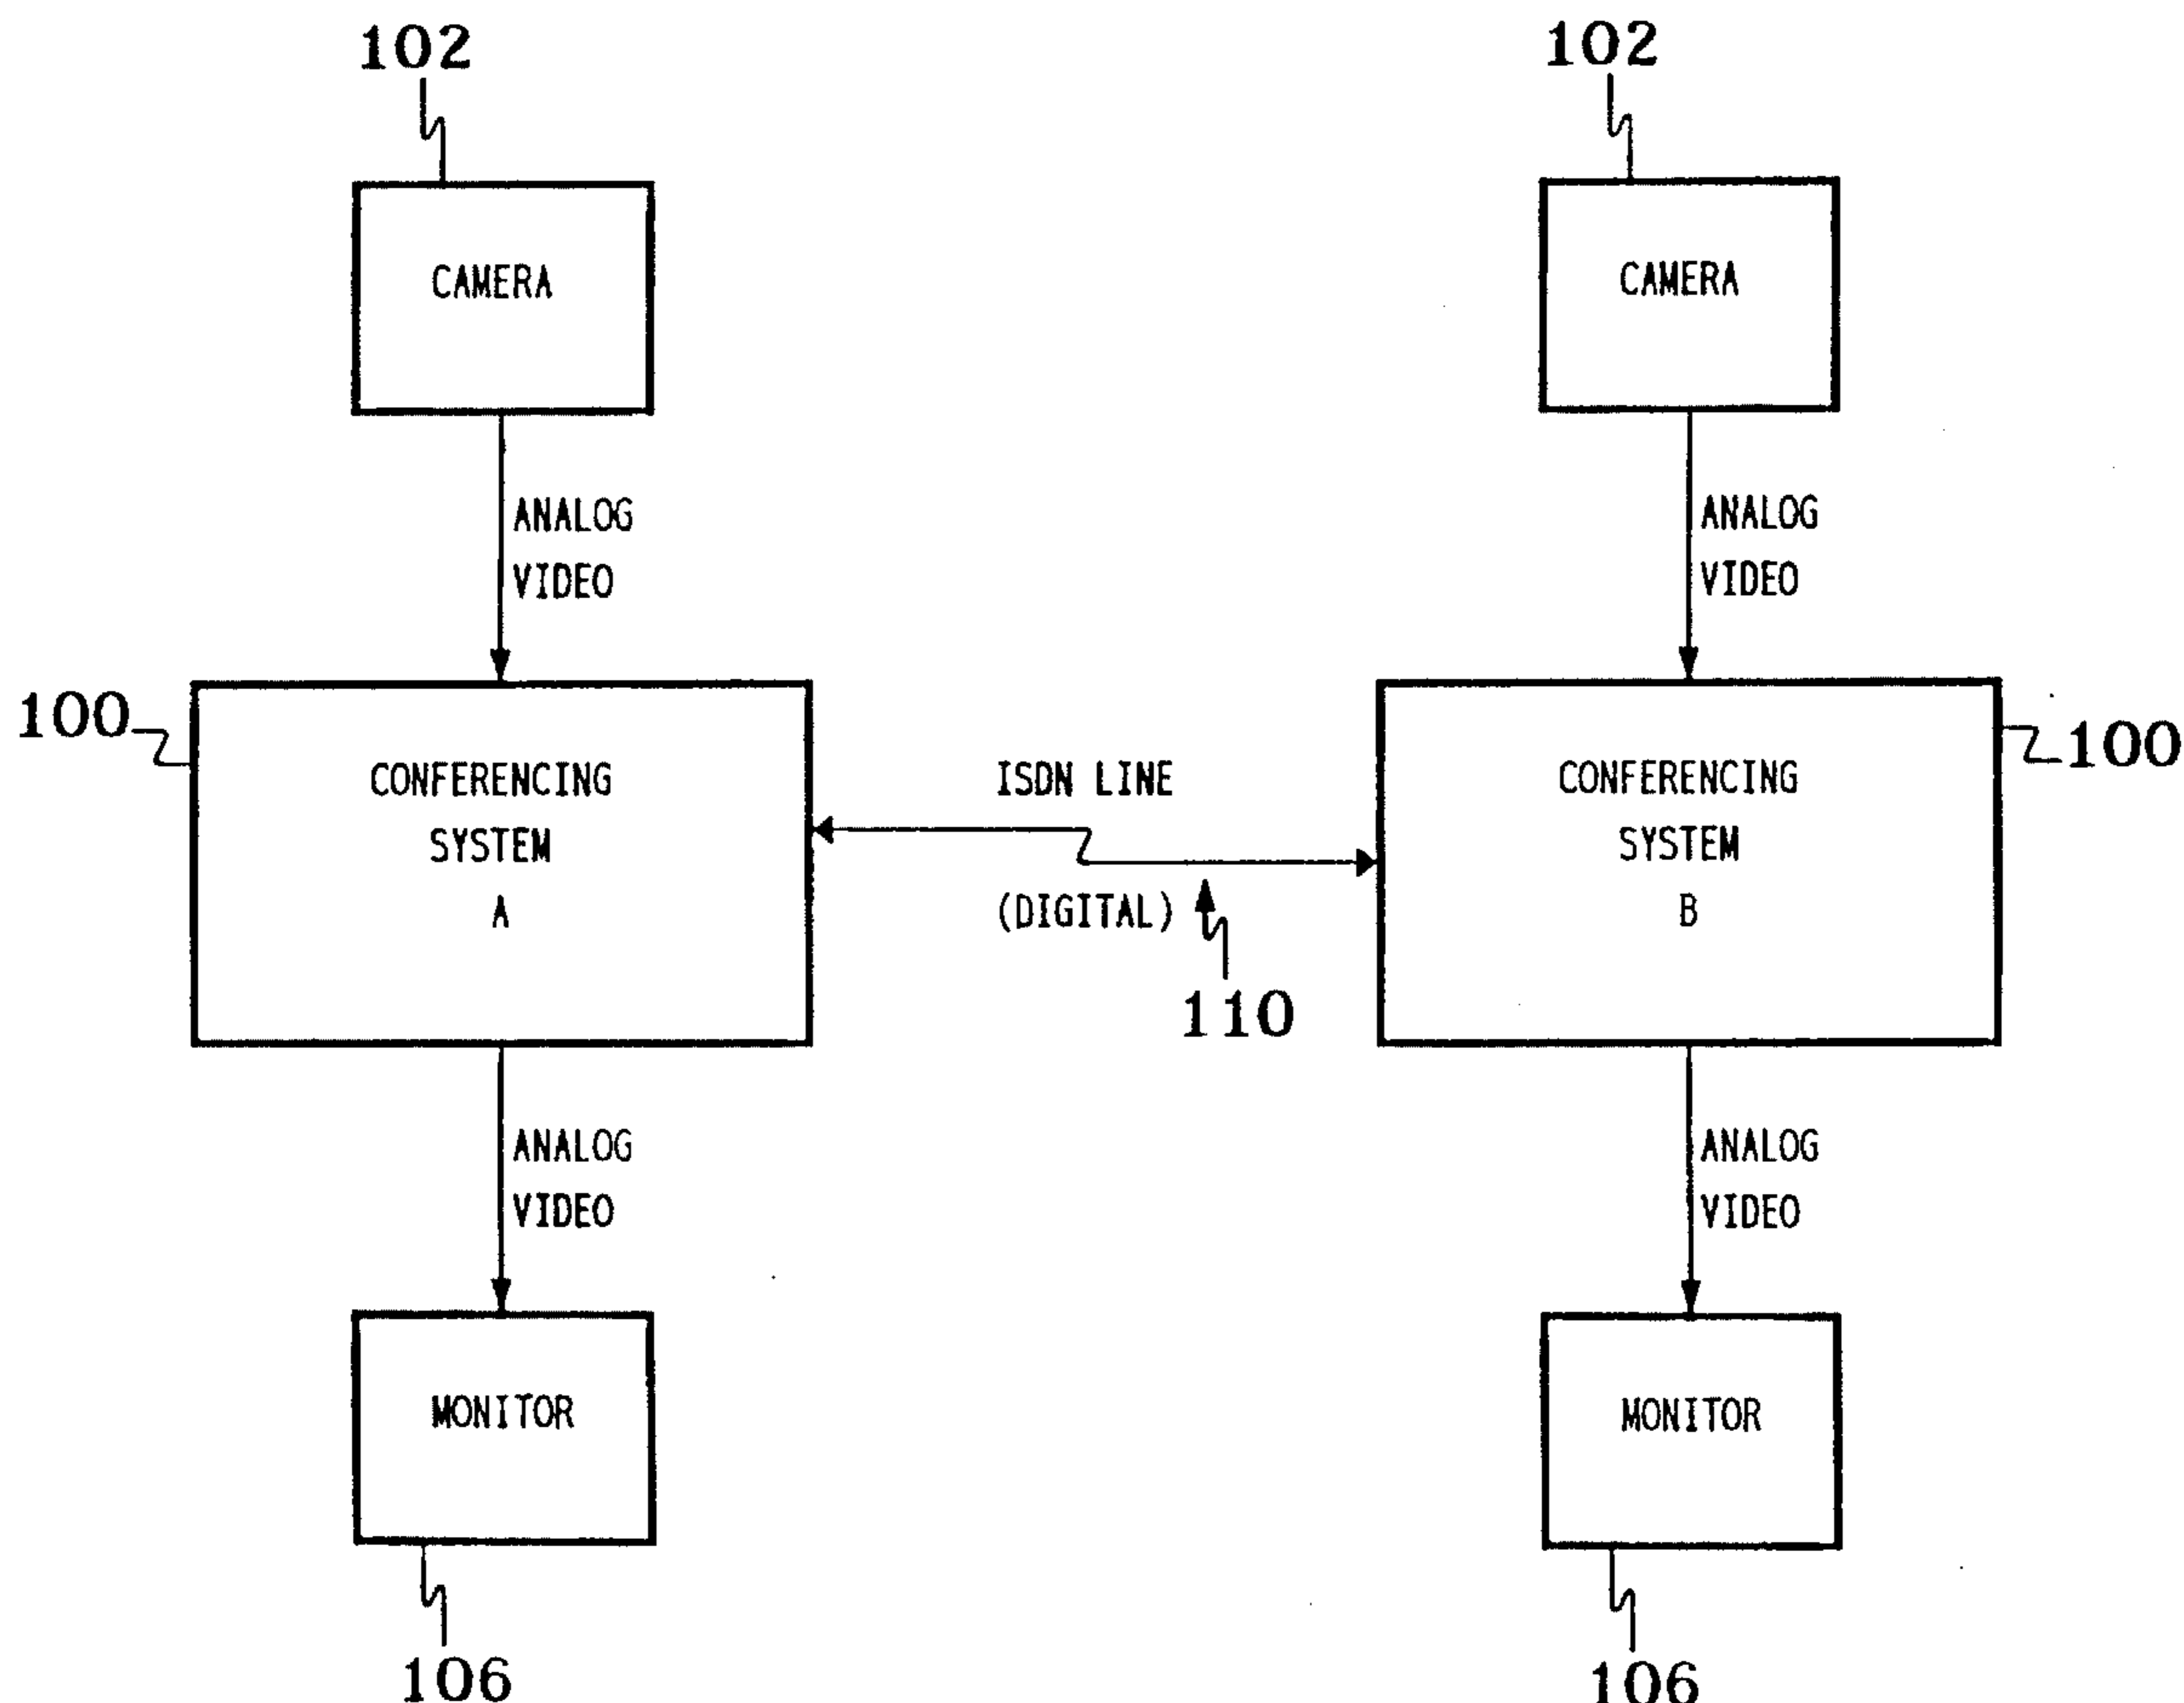 102
102
CAMERA
CAMERA
ANALOG
VIDEO
ANALOG
VIDEO
100
CONFERENCING
SYSTEM
A
ISDN LINE
(DIGITAL)
110
CONFERENCING
SYSTEM
B
100
ANALOG
VIDEO
ANALOG
VIDEO
MONITOR
MONITOR
106
106